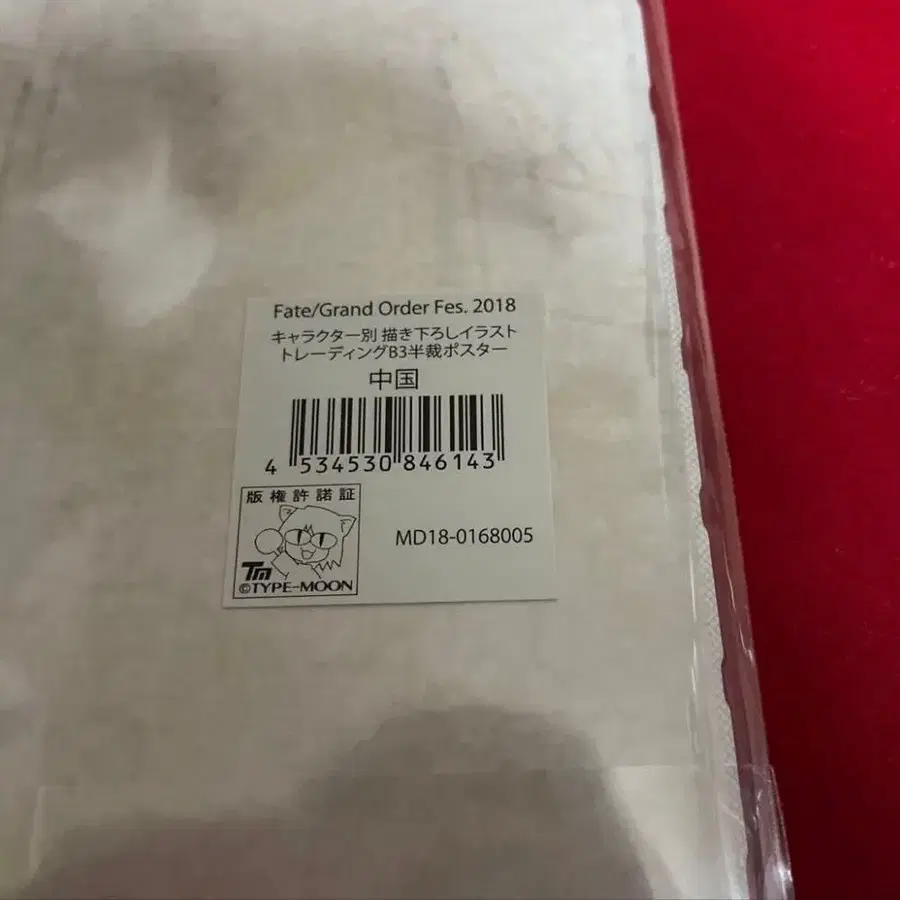 Fate/Grand Order Fes. 2018
キャラクター別 描き下ろしイラスト
トレーディングB3半裁ポスター
中国
4 534530 846143
版権許諾証
TM
©TYPE-MOON
MD18-0168005